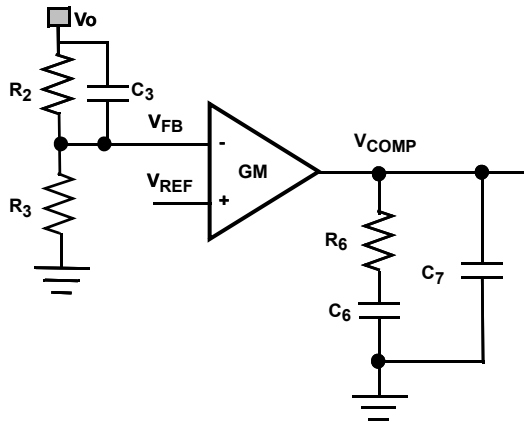 Vo
R2
C3
VFB
VREF
-
+
GM
VCOMP
R3
R6
C6
C7